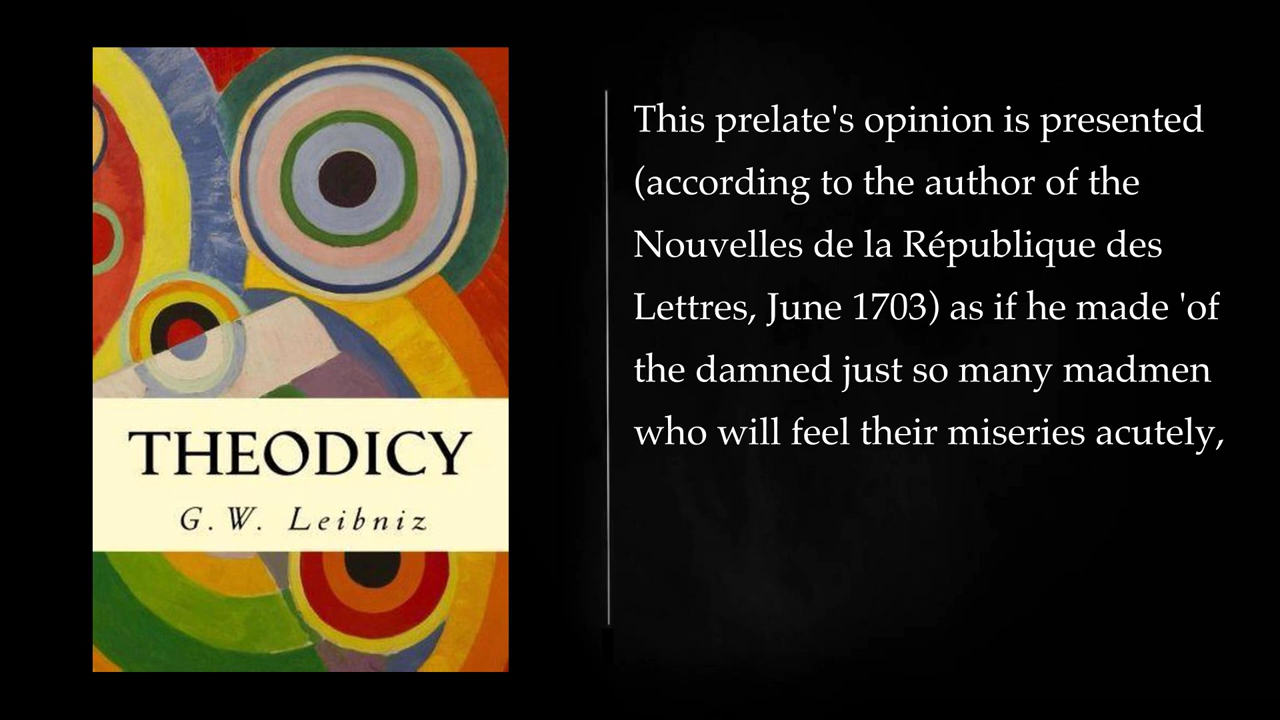 THEODICY
G. W. Leibniz
This prelate's opinion is presented
(according to the author of the
Nouvelles de la République des
Lettres, June 1703) as if he made 'of
the damned just so many madmen
who will feel their miseries acutely,